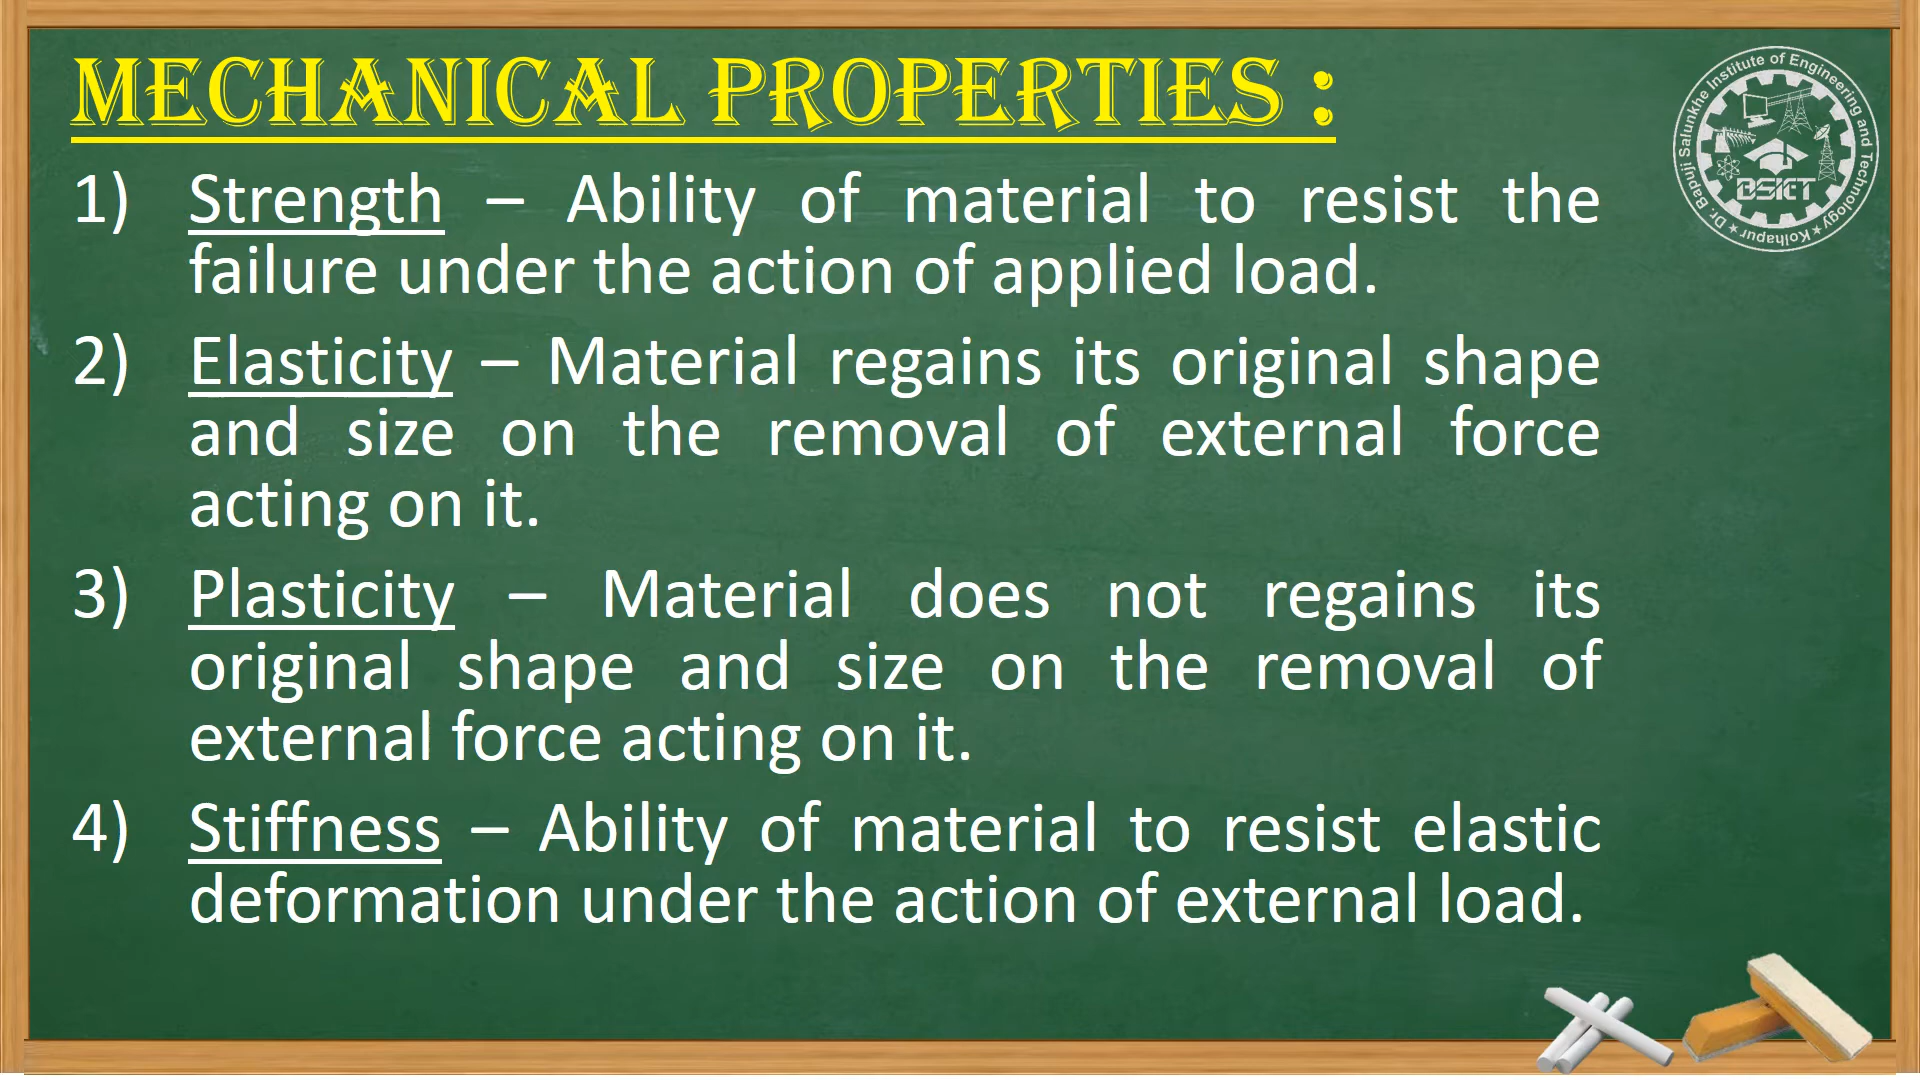 MECHANICAL PROPERTIES :
1) Strength – Ability of material to resist the
failure under the action of applied load.
2) Elasticity – Material regains its original shape
and size on the removal of external force
acting on it.
3) Plasticity – Material does not regains its
original shape and size on the removal of
external force acting on it.
4) Stiffness – Ability of material to resist elastic
deformation under the action of external load.
Dr. Bapuji Salunkhe Institute of Engineering and Technology
Kolhapur
BSIET